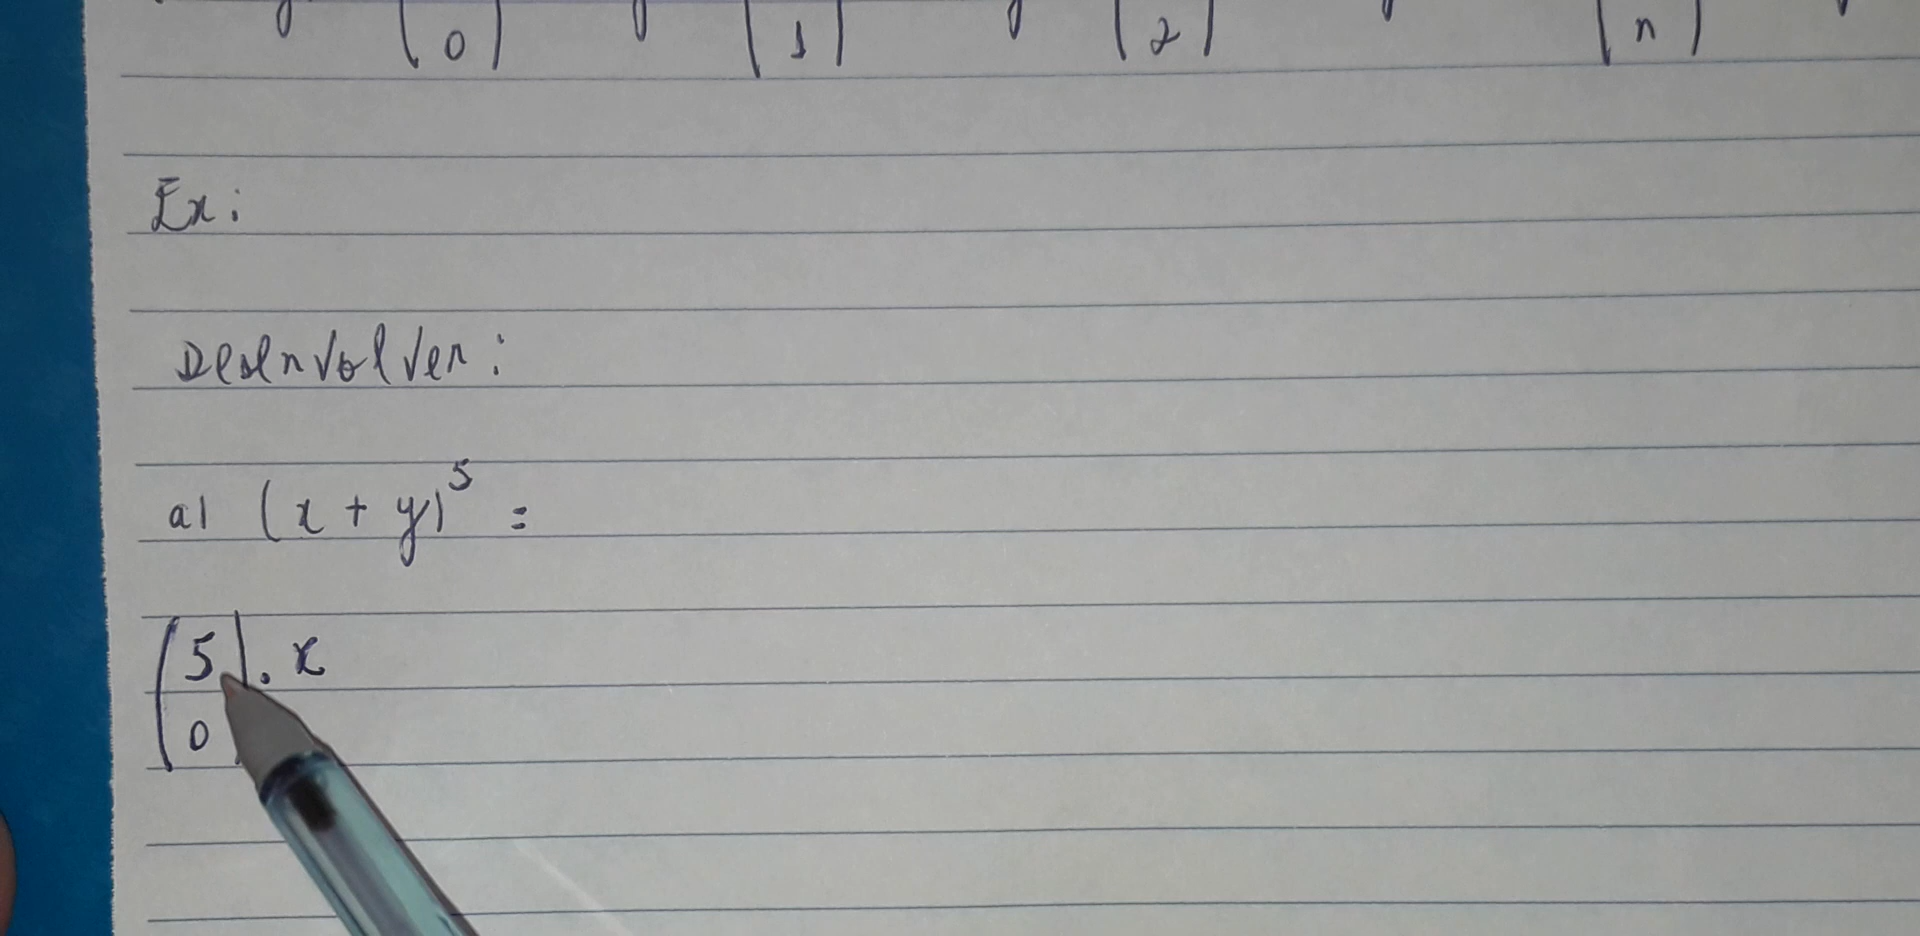 (0) (1) (2) (n)
Ex:
Desenvolver:
a) (x + y)^5 =
(5 0) . x